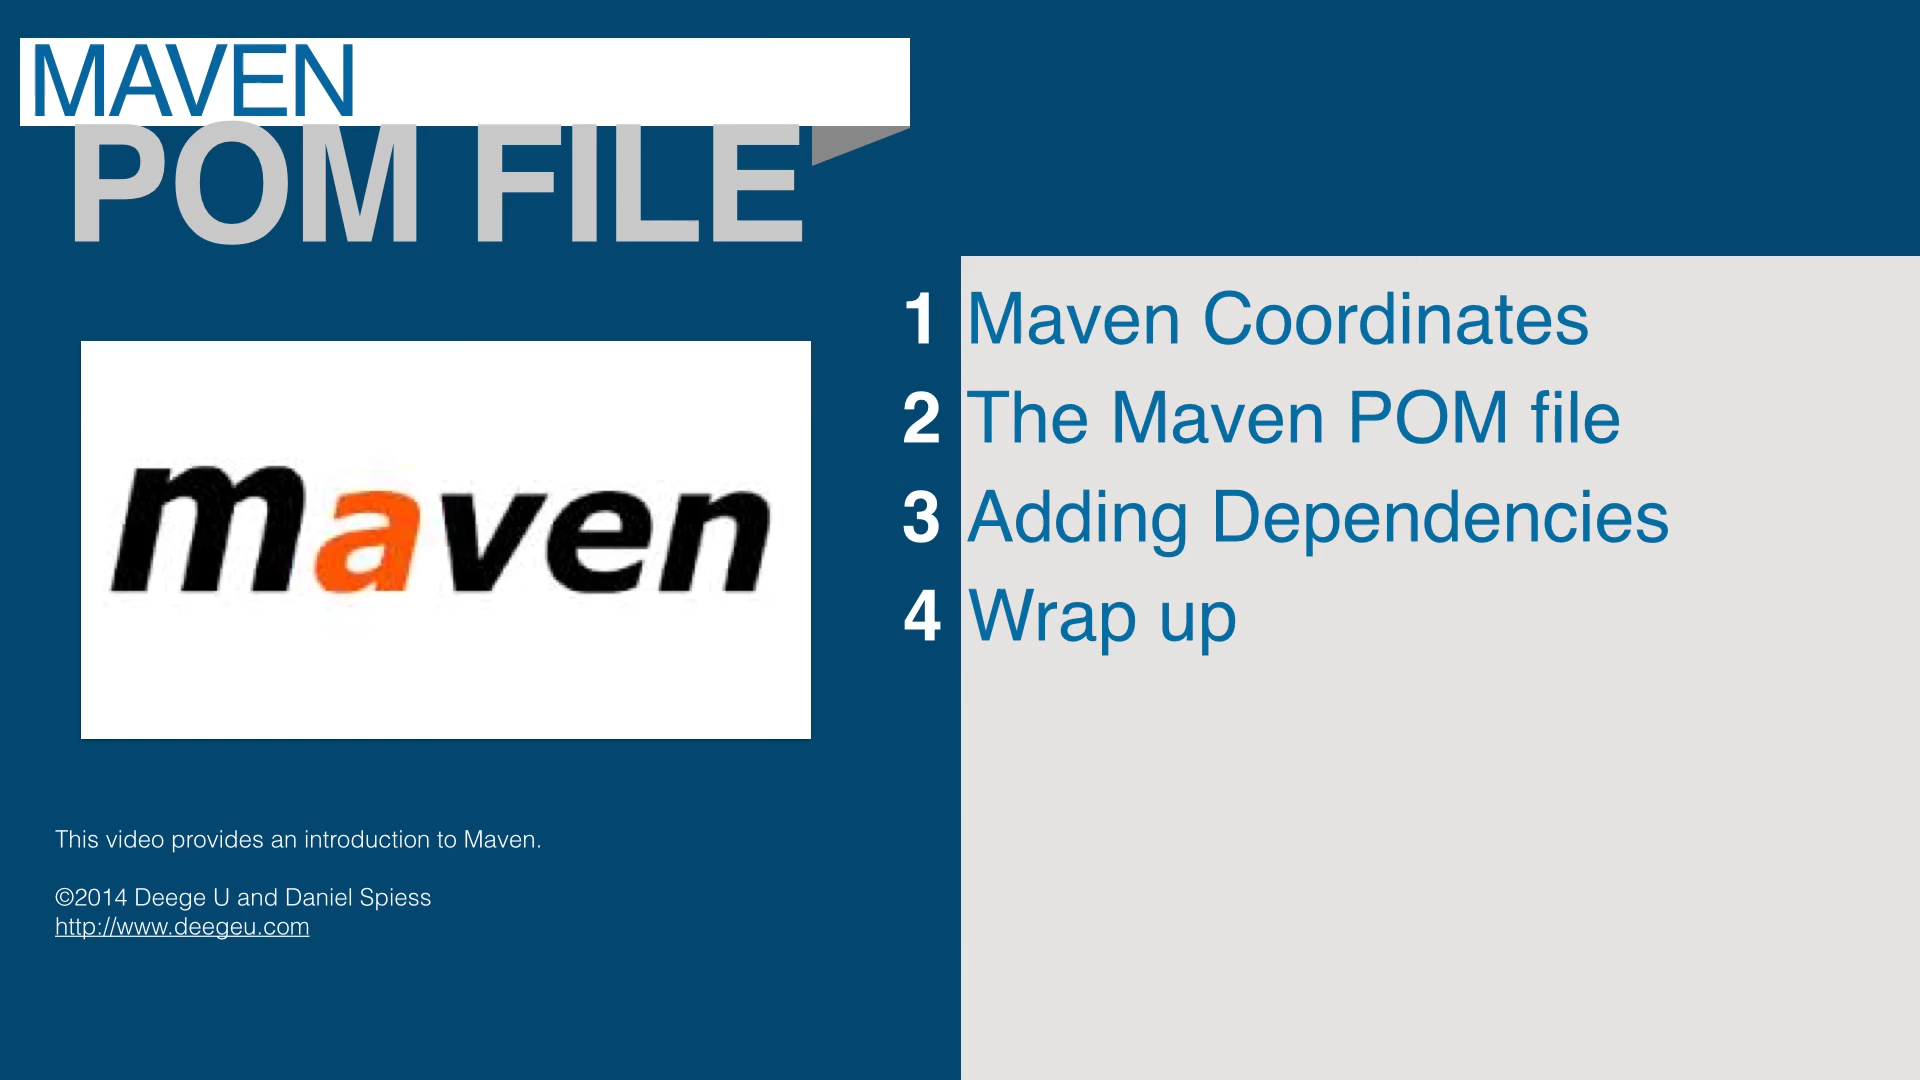 MAVEN
POM FILE
maven
1 Maven Coordinates
2 The Maven POM file
3 Adding Dependencies
4 Wrap up
This video provides an introduction to Maven.
©2014 Deege U and Daniel Spiess
http://www.deegeu.com